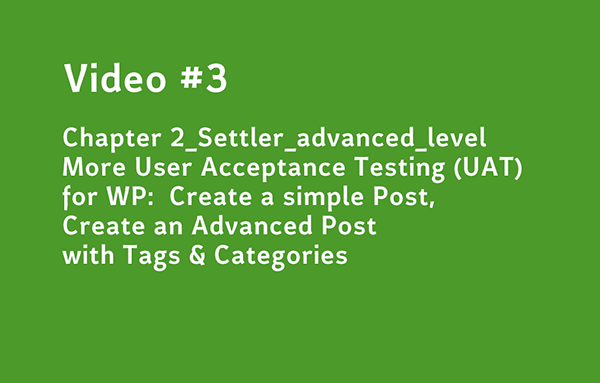 Video #3
Chapter 2_Settler_advanced_level
More User Acceptance Testing (UAT)
for WP:  Create a simple Post,
Create an Advanced Post
with Tags & Categories